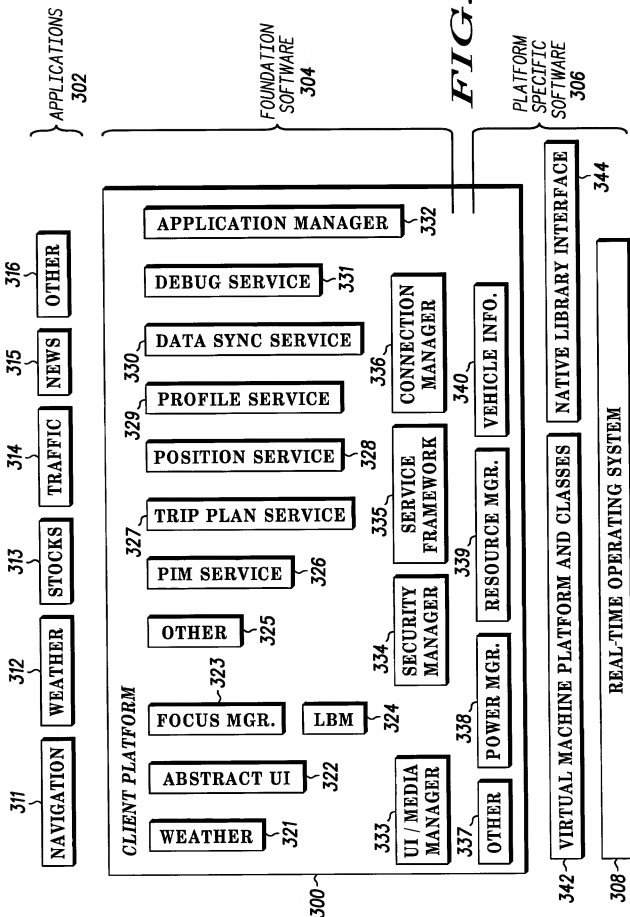 311 312 313 314 315 316
NAVIGATION WEATHER STOCKS TRAFFIC NEWS OTHER
APPLICATIONS
302
CLIENT PLATFORM
300
WEATHER
321
ABSTRACT UI
322
FOCUS MGR.
323
LBM
324
OTHER
325
PIM SERVICE
326
TRIP PLAN SERVICE
327
POSITION SERVICE
328
PROFILE SERVICE
329
DATA SYNC SERVICE
330
DEBUG SERVICE
331
APPLICATION MANAGER
332
FOUNDATION
SOFTWARE
304
UI / MEDIA
MANAGER
333
SECURITY
MANAGER
334
SERVICE
FRAMEWORK
335
CONNECTION
MANAGER
336
OTHER
337
POWER MGR.
338
RESOURCE MGR.
339
VEHICLE INFO.
340
FIG.
PLATFORM
SPECIFIC
SOFTWARE
306
342
VIRTUAL MACHINE PLATFORM AND CLASSES
NATIVE LIBRARY INTERFACE
344
308
REAL-TIME OPERATING SYSTEM